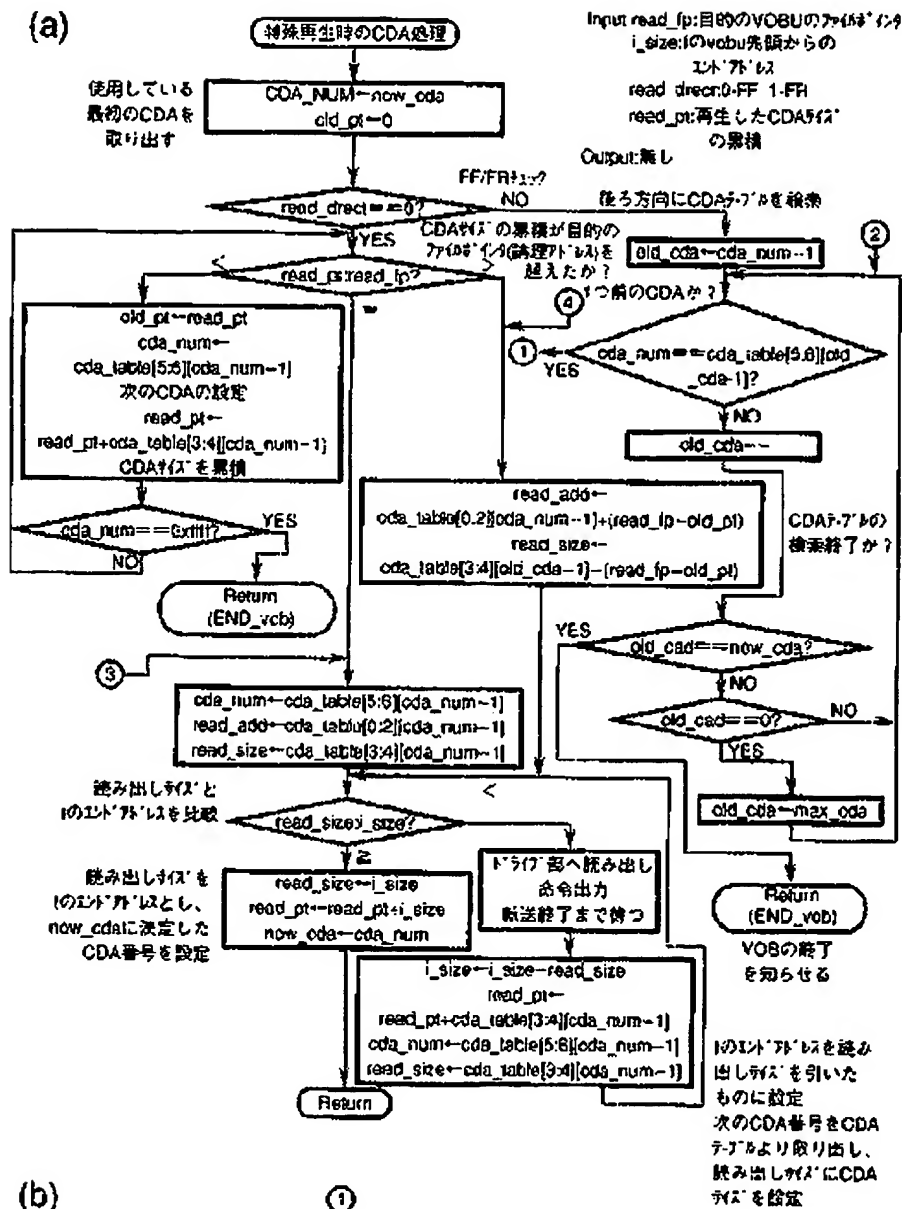 (a)
特殊再生時のCDA処理
Input read_fp:目的のVOBUのファイルポインタ
i_size:Iのvobu先頭からの
エンドアドレス
read_direct:0-FF 1-FR
read_pt:再生したCDAサイズ
の累積
Output:無し
使用している
最初のCDAを
取り出す
CDA_NUM←now_cda
old_pt←0
FF/FRチェック
read_drect==0?
NO
YES
後ろ方向にCDAテーブルを検索
old_cda←cda_num-1
②
CDAサイズの累積が目的の
ファイルポインタ(論理アドレス)を
超えたか?
1つ前のCDAか?
<
read_pt:read_fp?
>
=
④
①
YES
cda_num==cda_table[5:6][old
_cda-1]?
NO
old_cda--
old_pt←read_pt
cda_num←
cda_table[5:6][cda_num-1]
次のCDAの設定
read_pt←
read_pt+cda_table[3:4][cda_num-1]
CDAサイズを累積
cda_num==0xffff?
YES
NO
Return
(END_vob)
read_add←
cda_table[0:2][cda_num-1]+(read_fp-old_pt)
read_size←
cda_table[3:4][old_cda-1]-(read_fp-old_pt)
CDAテーブルの
検索終了か?
YES
old_cad==now_cda?
NO
old_cad==0?
NO
YES
old_cda←max_cda
Return
(END_vob)
VOBの終了
を知らせる
③
cda_num←cda_table[5:6][cda_num-1]
read_add←cda_table[0:2][cda_num-1]
read_size←cda_table[3:4][cda_num-1]
読み出しサイズと
Iのエンドアドレスを比較
read_size:i_size?
<
≧
読み出しサイズを
Iのエンドアドレスとし、
now_cdaに決定した
CDA番号を設定
read_size←i_size
read_pt←read_pt+i_size
now_cda←cda_num
ドライブ部へ読み出し
命令出力
転送終了まで待つ
i_size←i_size-read_size
read_pt←
read_pt+cda_table[3:4][cda_num-1]
cda_num←cda_table[5:6][cda_num-1]
read_size←cda_table[3:4][cda_num-1]
Return
Iのエンドアドレスを読み
出しサイズを引いた
ものに設定
次のCDA番号をCDA
テーブルより取り出し、
読み出しサイズにCDA
サイズを設定
(b)
①